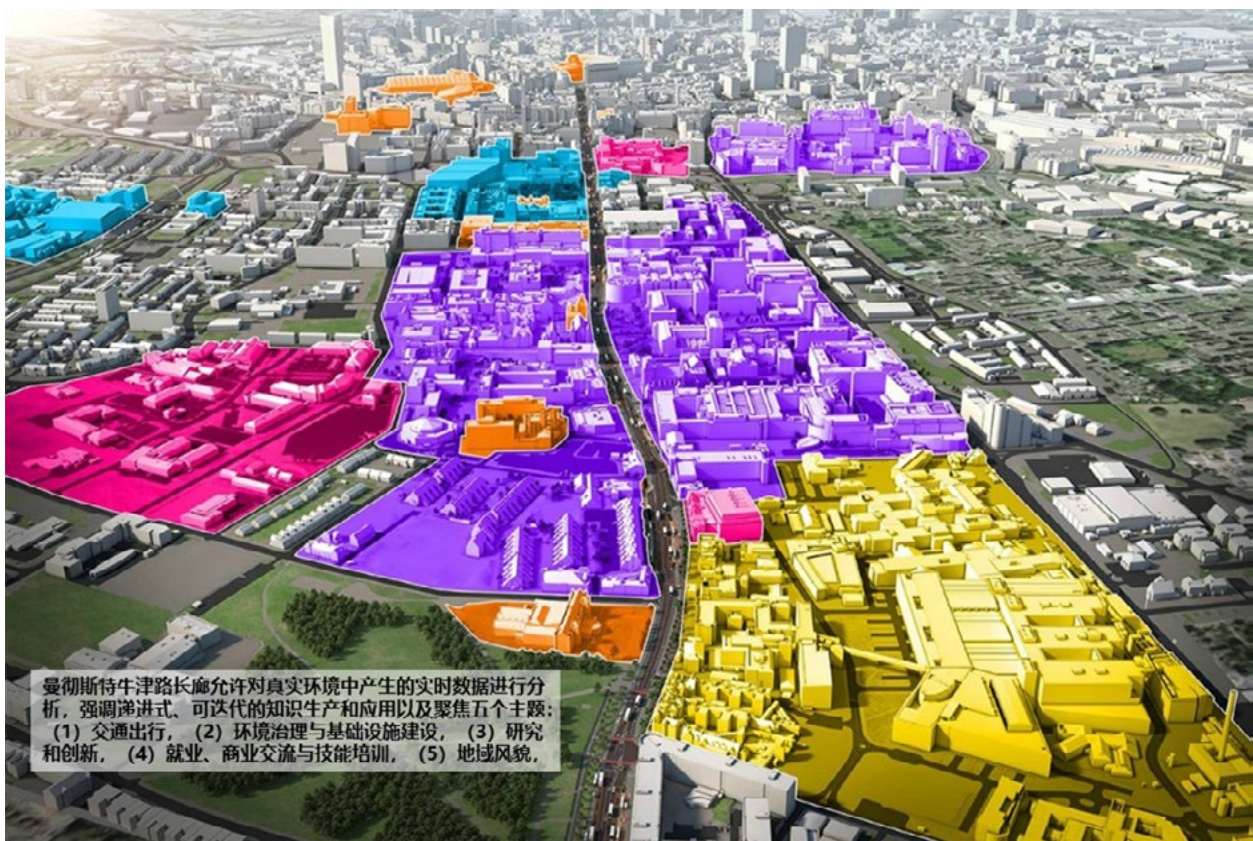 曼彻斯特牛津路长廊允许对真实环境中产生的实时数据进行分
析，强调递进式、可迭代的知识生产和应用以及聚焦五个主题：
（1）交通出行，（2）环境治理与基础设施建设，（3）研究
和创新，（4）就业、商业交流与技能培训，（5）地域风貌，